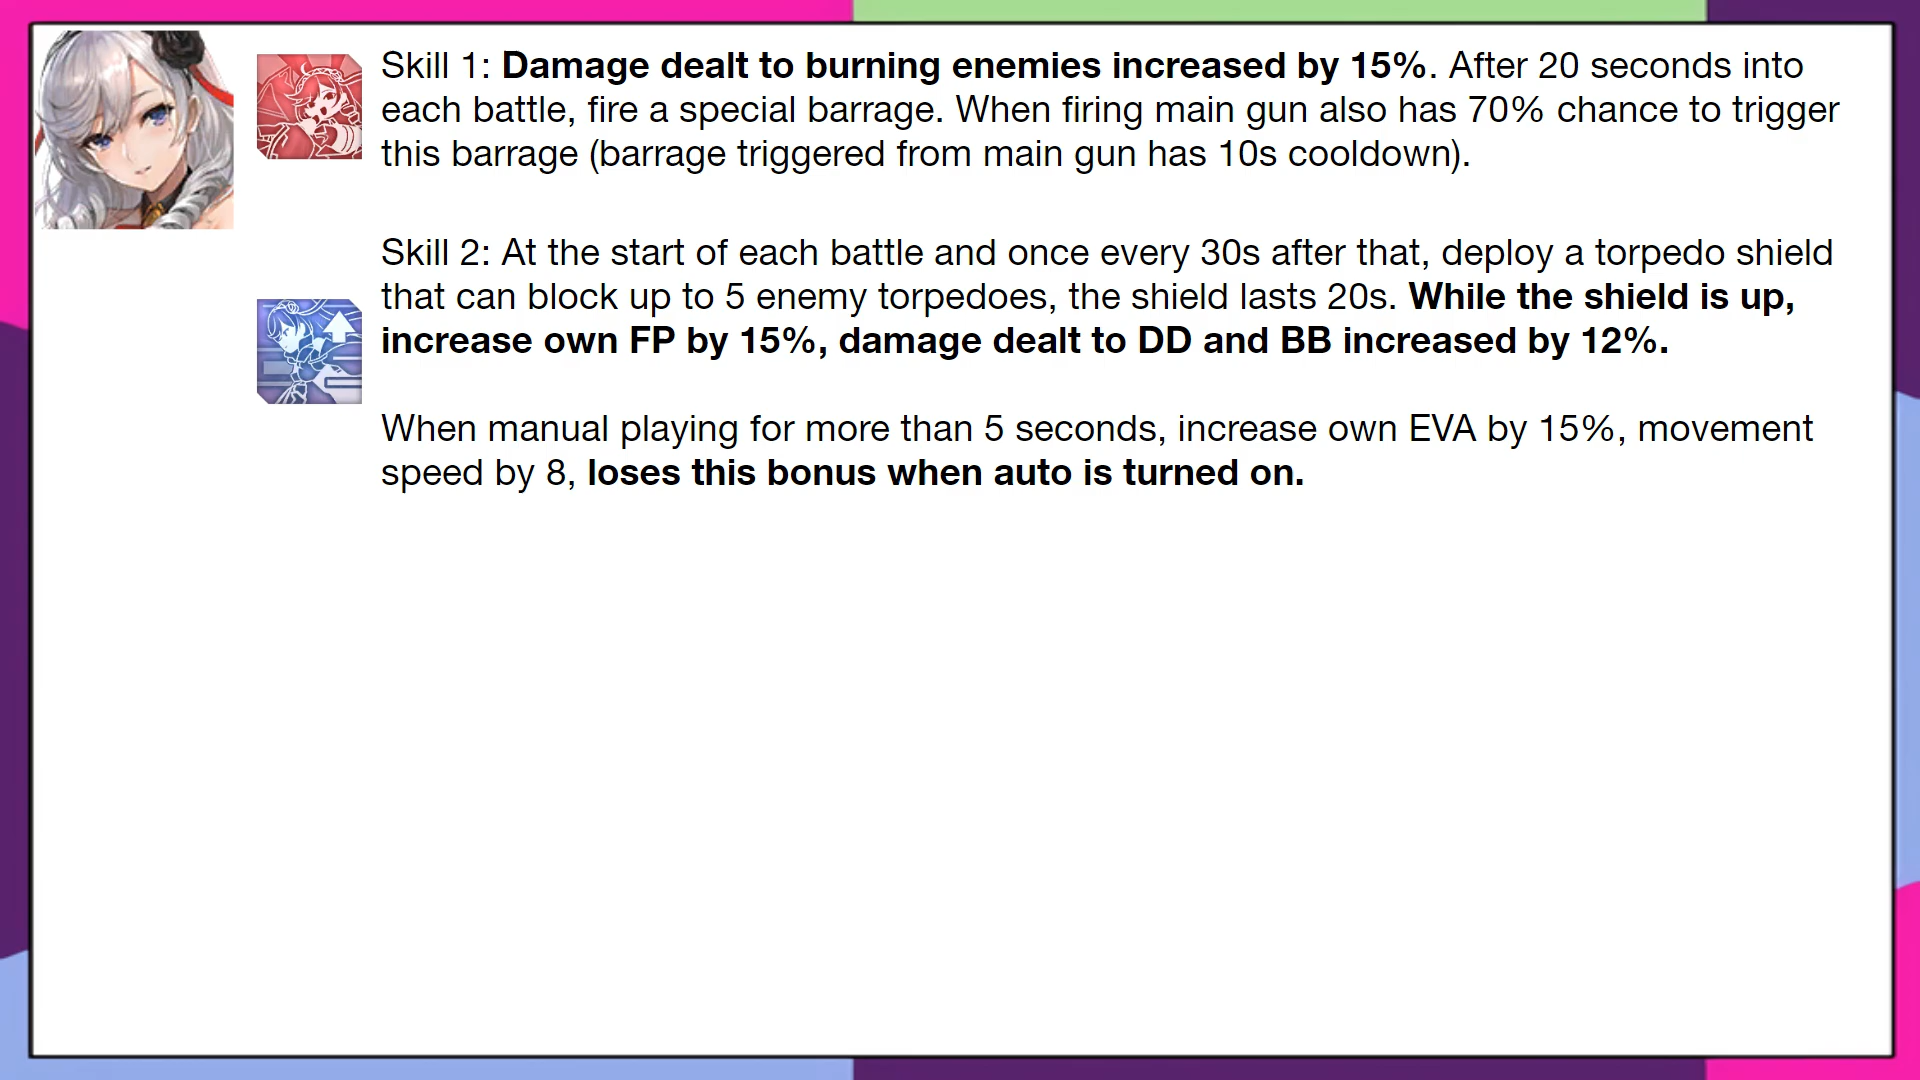 Skill 1: Damage dealt to burning enemies increased by 15%. After 20 seconds into
each battle, fire a special barrage. When firing main gun also has 70% chance to trigger
this barrage (barrage triggered from main gun has 10s cooldown).
Skill 2: At the start of each battle and once every 30s after that, deploy a torpedo shield
that can block up to 5 enemy torpedoes, the shield lasts 20s. While the shield is up,
increase own FP by 15%, damage dealt to DD and BB increased by 12%.
When manual playing for more than 5 seconds, increase own EVA by 15%, movement
speed by 8, loses this bonus when auto is turned on.